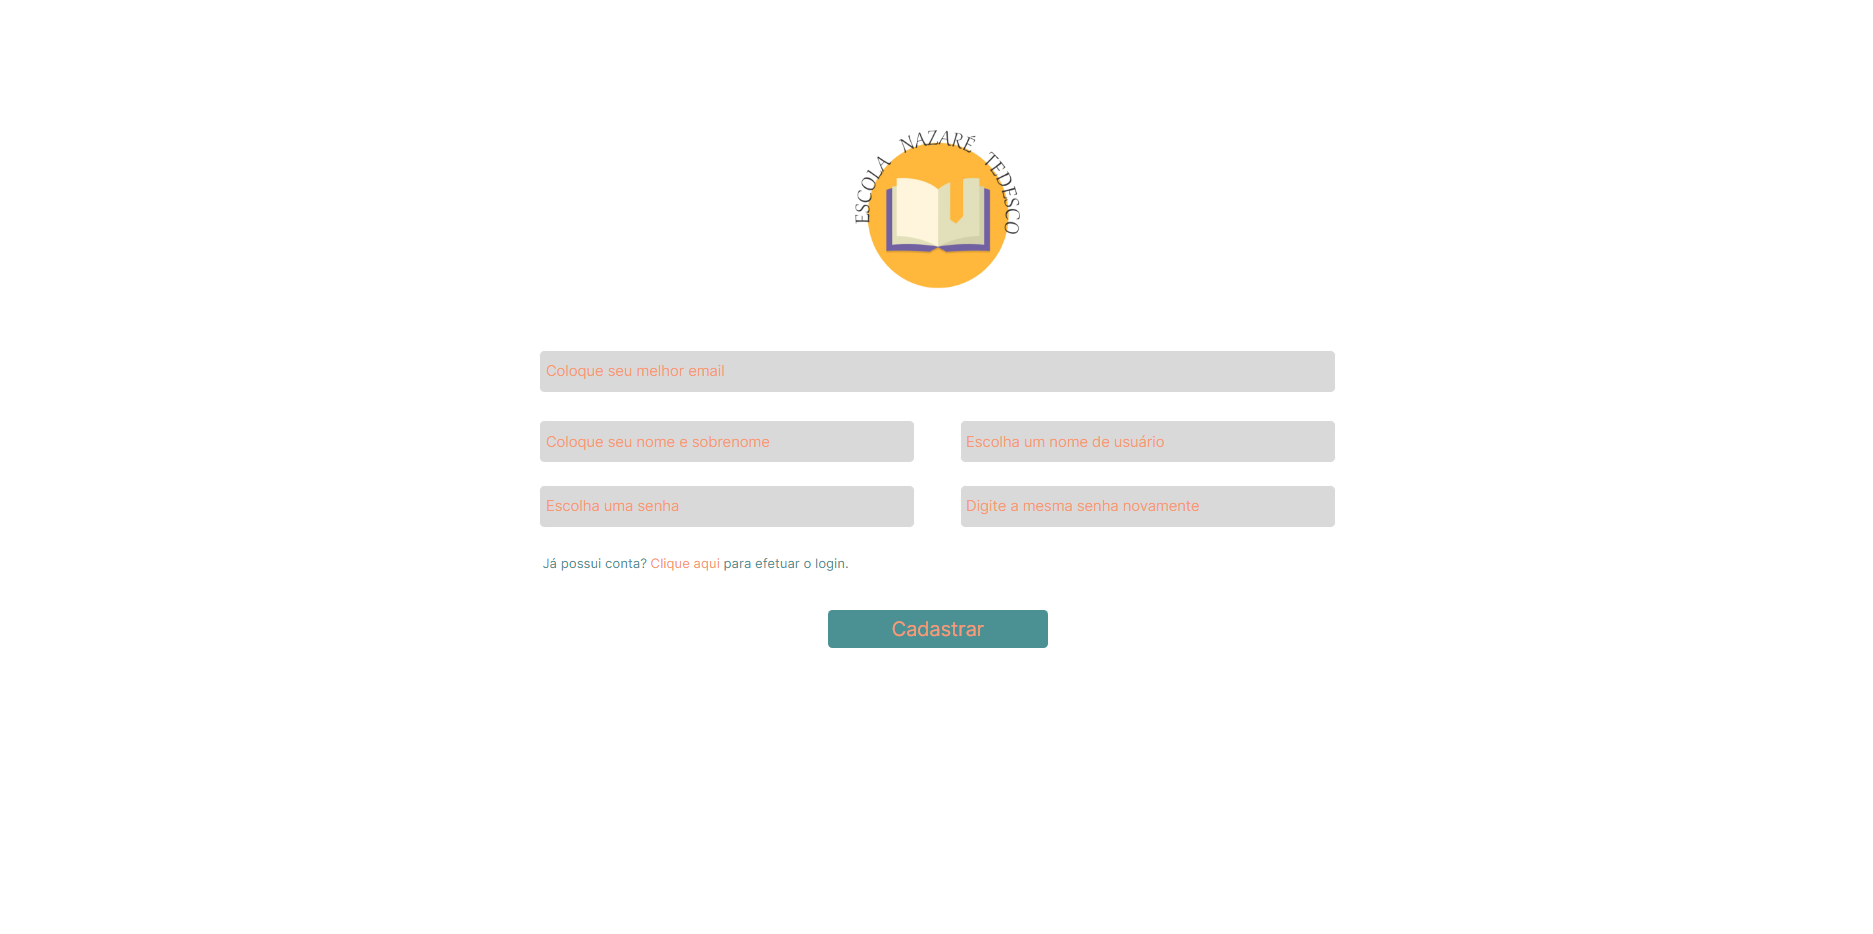 ESCOLA NAZARÉ TEDESCO
Coloque seu melhor email
Coloque seu nome e sobrenome
Escolha um nome de usuário
Escolha uma senha
Digite a mesma senha novamente
Já possui conta? Clique aqui para efetuar o login.
Cadastrar